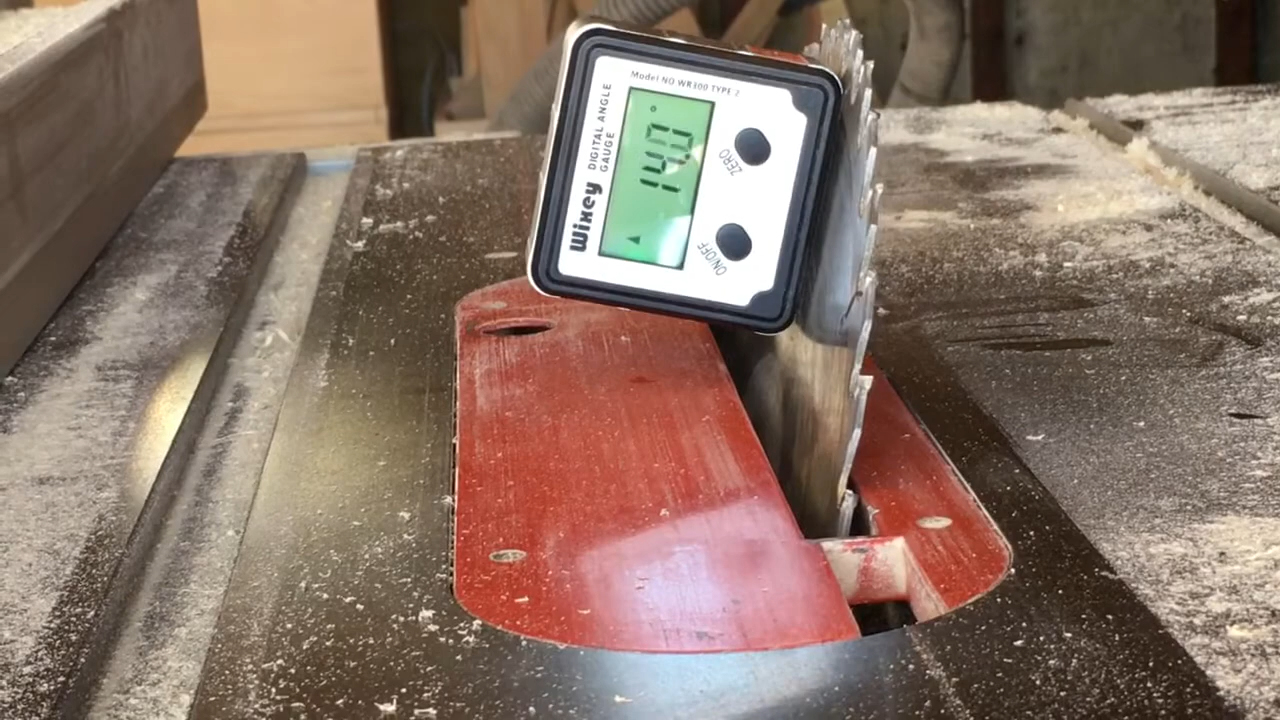 Model NO WR300 TYPE 2
Wixey
DIGITAL ANGLE
GAUGE
14.0°
ZERO
ON/OFF